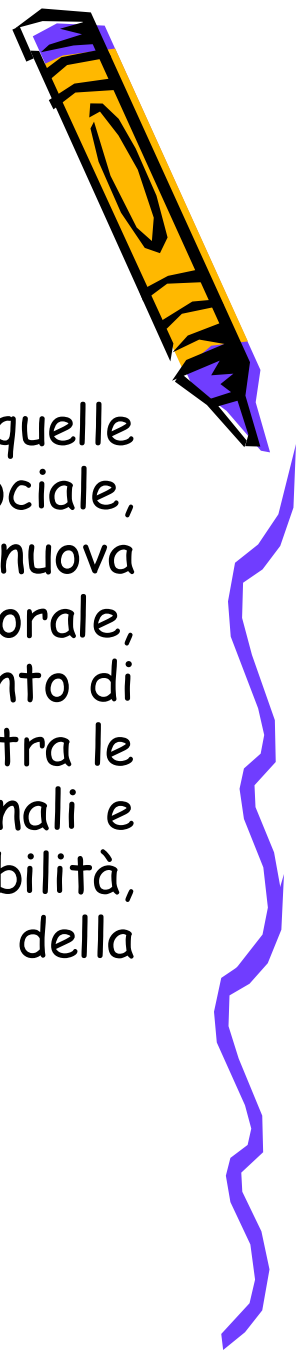 quelle
ociale,
nuova
orale,
nto di
tra le
nali e
bilità,
della